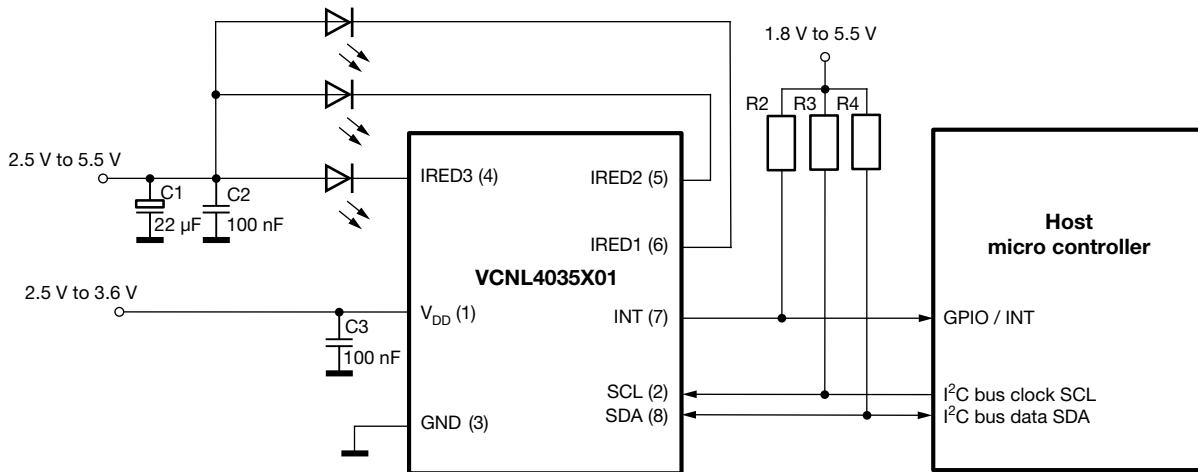 1.8 V to 5.5 V
R2 R3 R4
2.5 V to 5.5 V
C1
22 µF
C2
100 nF
IRED3 (4)
IRED2 (5)
IRED1 (6)
VCNL4035X01
Host
micro controller
2.5 V to 3.6 V
C3
100 nF
V_DD (1)
INT (7)
GPIO / INT
SCL (2)
I²C bus clock SCL
GND (3)
SDA (8)
I²C bus data SDA